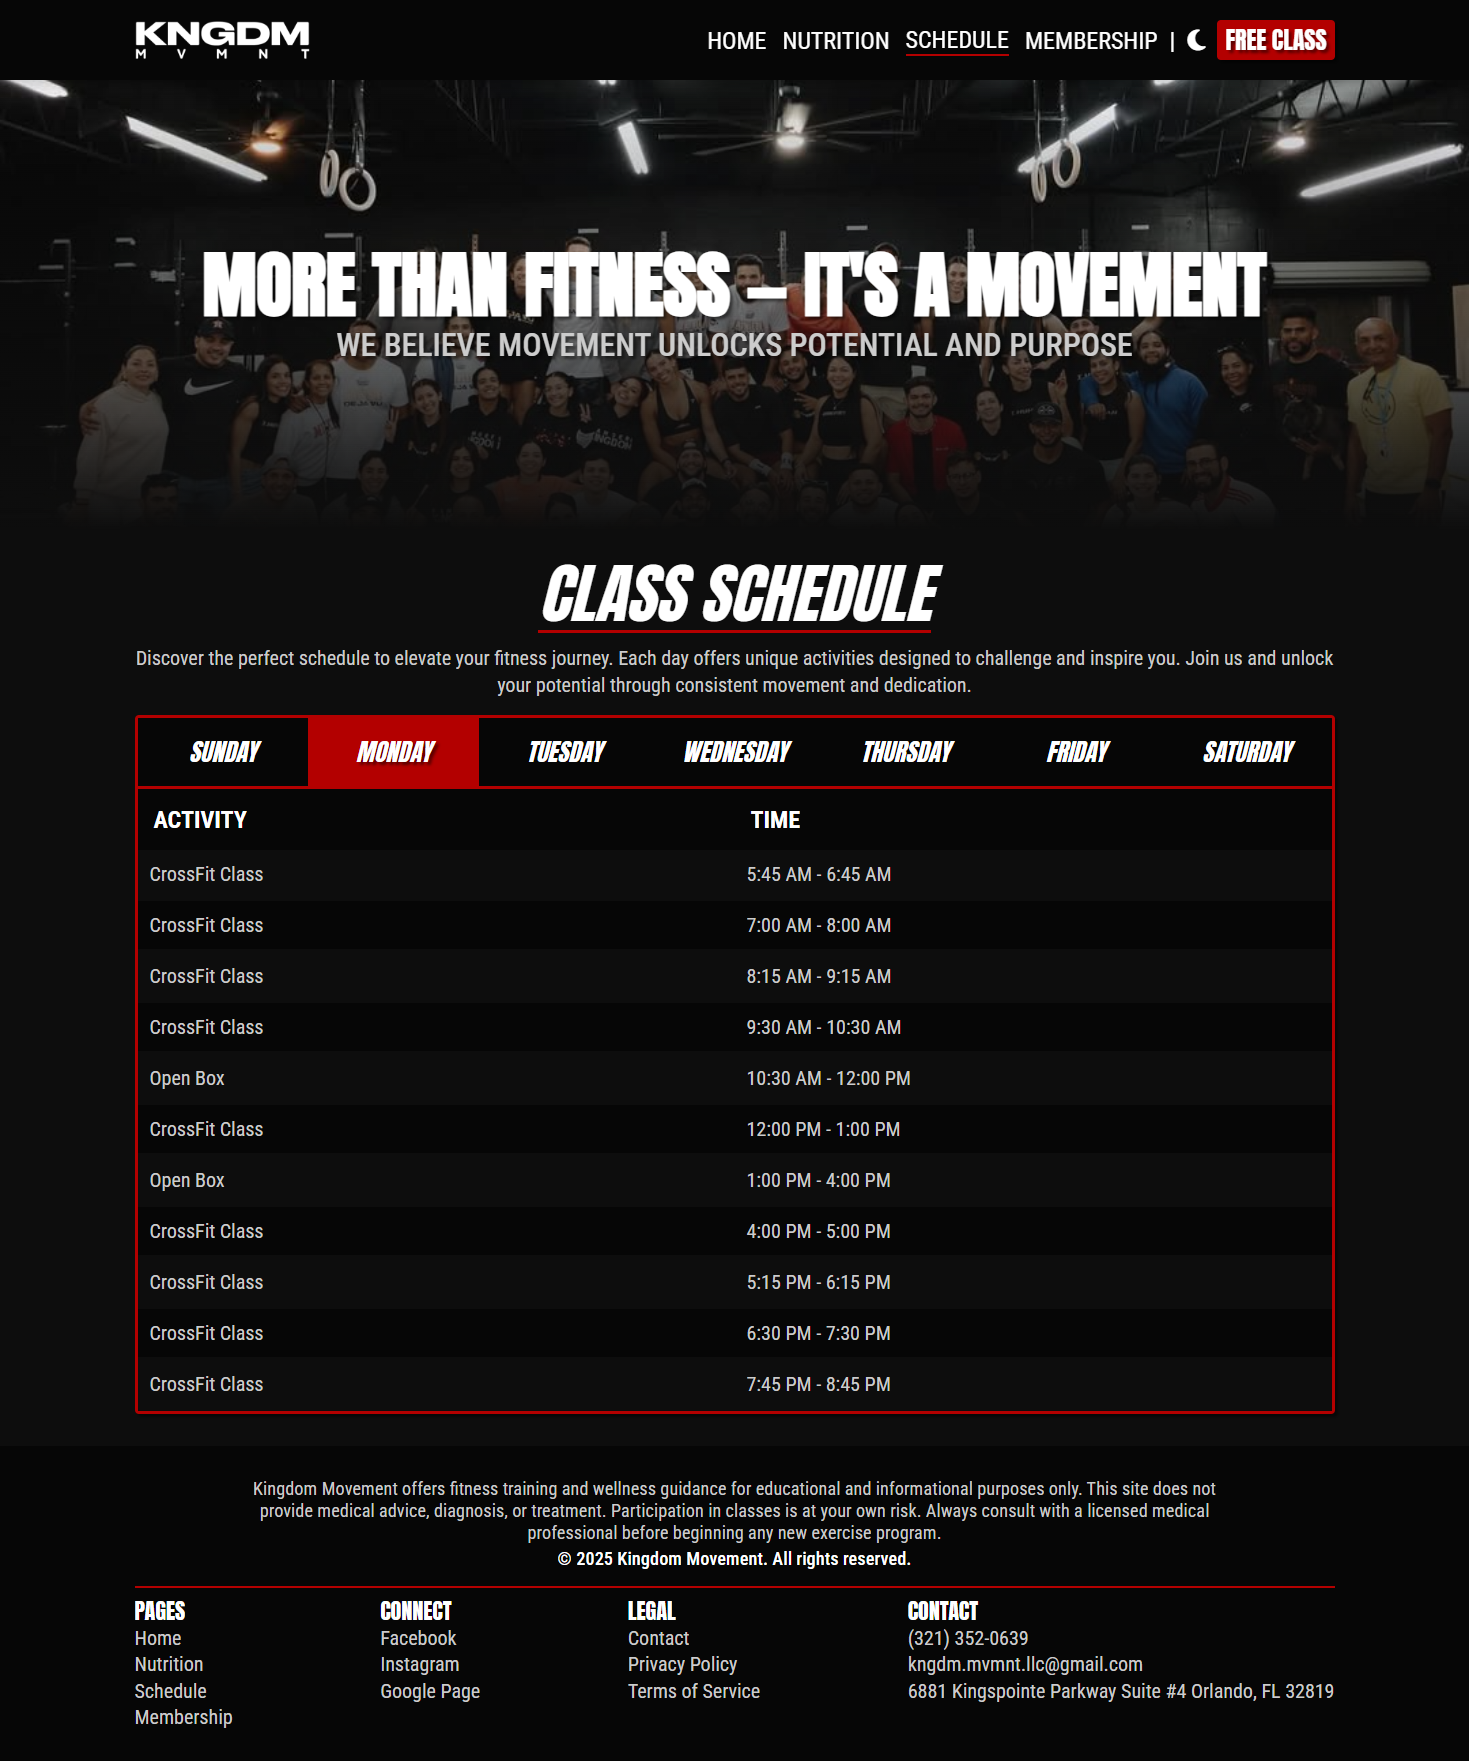 KNGDM
MVMNT
HOME NUTRITION SCHEDULE MEMBERSHIP | FREE CLASS
MORE THAN FITNESS – IT'S A MOVEMENT
WE BELIEVE MOVEMENT UNLOCKS POTENTIAL AND PURPOSE
CLASS SCHEDULE
Discover the perfect schedule to elevate your fitness journey. Each day offers unique activities designed to challenge and inspire you. Join us and unlock
your potential through consistent movement and dedication.
SUNDAY MONDAY TUESDAY WEDNESDAY THURSDAY FRIDAY SATURDAY
ACTIVITY TIME
CrossFit Class 5:45 AM - 6:45 AM
CrossFit Class 7:00 AM - 8:00 AM
CrossFit Class 8:15 AM - 9:15 AM
CrossFit Class 9:30 AM - 10:30 AM
Open Box 10:30 AM - 12:00 PM
CrossFit Class 12:00 PM - 1:00 PM
Open Box 1:00 PM - 4:00 PM
CrossFit Class 4:00 PM - 5:00 PM
CrossFit Class 5:15 PM - 6:15 PM
CrossFit Class 6:30 PM - 7:30 PM
CrossFit Class 7:45 PM - 8:45 PM
Kingdom Movement offers fitness training and wellness guidance for educational and informational purposes only. This site does not
provide medical advice, diagnosis, or treatment. Participation in classes is at your own risk. Always consult with a licensed medical
professional before beginning any new exercise program.
© 2025 Kingdom Movement. All rights reserved.
PAGES CONNECT LEGAL CONTACT
Home Facebook Contact (321) 352-0639
Nutrition Instagram Privacy Policy kngdm.mvmnt.llc@gmail.com
Schedule Google Page Terms of Service 6881 Kingspointe Parkway Suite #4 Orlando, FL 32819
Membership